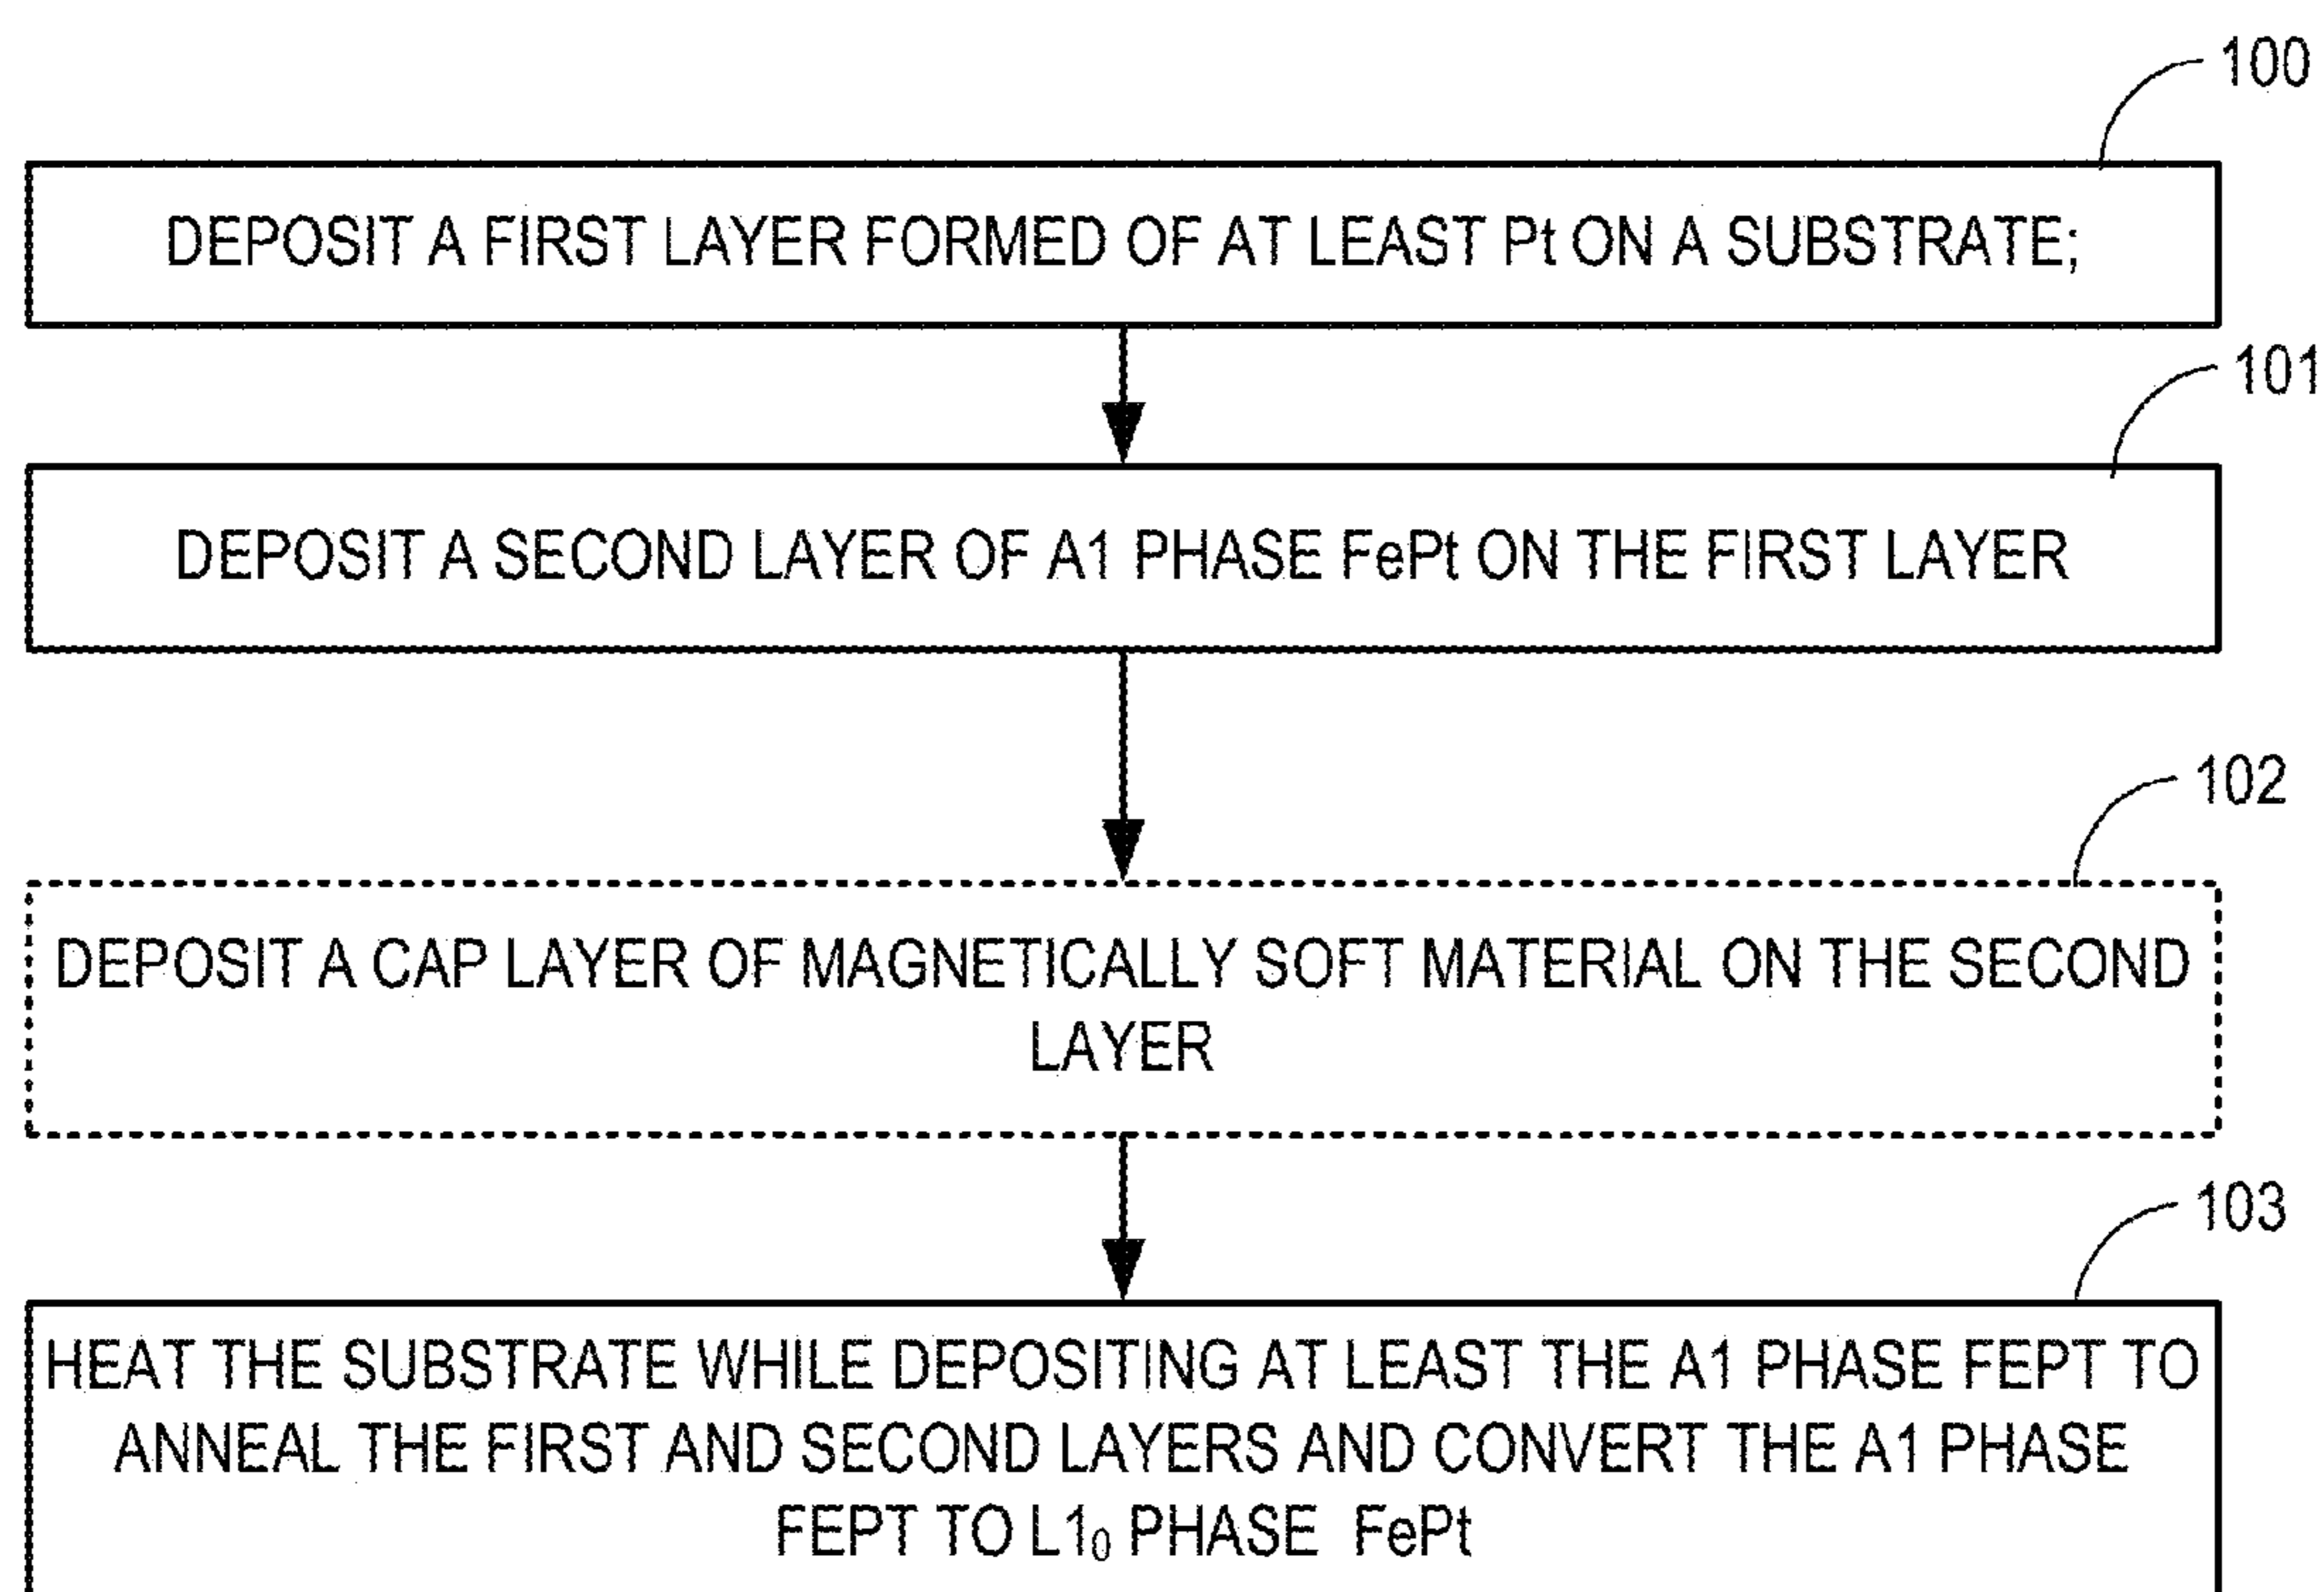 100
DEPOSIT A FIRST LAYER FORMED OF AT LEAST Pt ON A SUBSTRATE;
101
DEPOSIT A SECOND LAYER OF A1 PHASE FePt ON THE FIRST LAYER
102
DEPOSIT A CAP LAYER OF MAGNETICALLY SOFT MATERIAL ON THE SECOND
LAYER
103
HEAT THE SUBSTRATE WHILE DEPOSITING AT LEAST THE A1 PHASE FEPT TO
ANNEAL THE FIRST AND SECOND LAYERS AND CONVERT THE A1 PHASE
FEPT TO L1₀ PHASE FePt